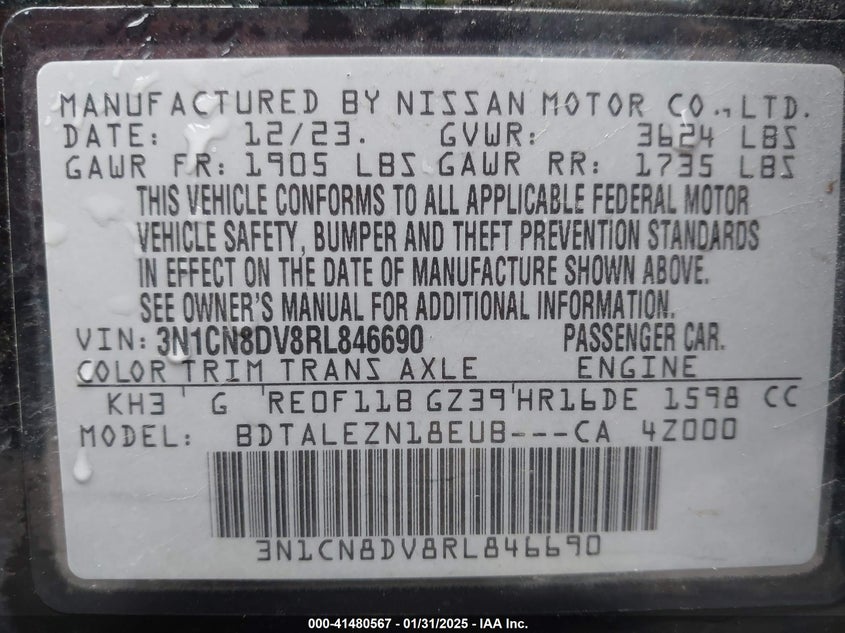 MANUFACTURED BY NISSAN MOTOR CO., LTD.
DATE: 12/23. GVWR: 3624 LBS
GAWR FR: 1905 LBS GAWR RR: 1735 LBS
THIS VEHICLE CONFORMS TO ALL APPLICABLE FEDERAL MOTOR
VEHICLE SAFETY, BUMPER AND THEFT PREVENTION STANDARDS
IN EFFECT ON THE DATE OF MANUFACTURE SHOWN ABOVE.
SEE OWNER'S MANUAL FOR ADDITIONAL INFORMATION.
VIN: 3N1CN8DV8RL846690 PASSENGER CAR.
COLOR TRIM TRANS AXLE ENGINE
KH3 ' G ' RE0F11B GZ39 ' HR16DE 1598 CC
MODEL: BDTALEZN18EUB---CA 4Z000
3N1CN8DV8RL846690
000-41480567 - 01/31/2025 - IAA Inc.